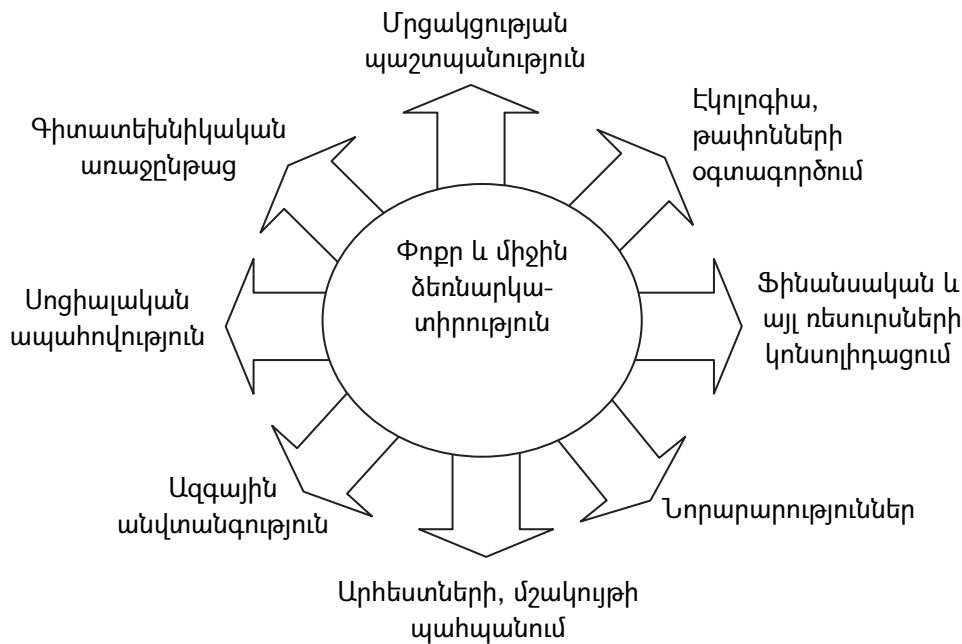 Մրցակցության
պաշտպանություն
Էկոլոգիա,
թափոնների
օգտագործում
Գիտատեխնիկական
առաջընթաց
Փոքր և միջին
ձեռնարկա-
տիրություն
Սոցիալական
ապահովություն
Ֆինանսական և
այլ ռեսուրսների
կոնսոլիդացում
Ազգային
անվտանգություն
Նորարարություններ
Արհեստների, մշակույթի
պահպանում